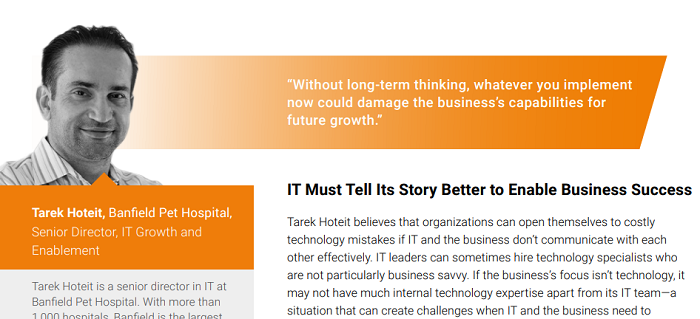 “Without long-term thinking, whatever you implement
now could damage the business’s capabilities for
future growth.”
Tarek Hoteit, Banfield Pet Hospital,
Senior Director, IT Growth and
Enablement
Tarek Hoteit is a senior director in IT at
Banfield Pet Hospital. With more than
1,000 hospitals, Banfield is the largest
IT Must Tell Its Story Better to Enable Business Success
Tarek Hoteit believes that organizations can open themselves to costly
technology mistakes if IT and the business don’t communicate with each
other effectively. IT leaders can sometimes hire technology specialists who
are not particularly business savvy. If the business’s focus isn’t technology, it
may not have much internal technology expertise apart from its IT team—a
situation that can create challenges when IT and the business need to